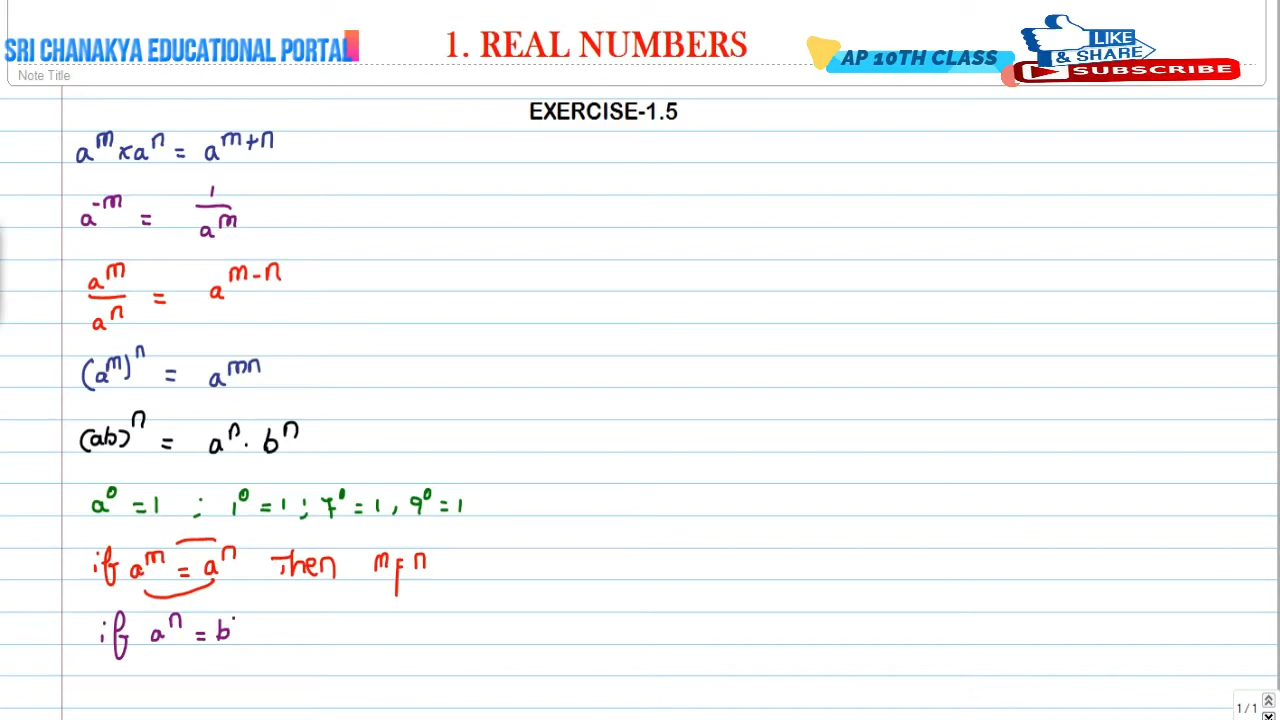 SRI CHANAKYA EDUCATIONAL PORTAL
1. REAL NUMBERS
AP 10TH CLASS
LIKE
& SHARE
SUBSCRIBE
Note Title
EXERCISE-1.5
a^m × a^n = a^{m+n}
a^{-m} = 1/a^m
a^m/a^n = a^{m-n}
(a^m)^n = a^{mn}
(ab)^n = a^n · b^n
a^0 = 1 ; 1^0 = 1 ; 7^0 = 1 , 9^0 = 1
if a^m = a^n Then m = n
if a^n = b
1 / 1